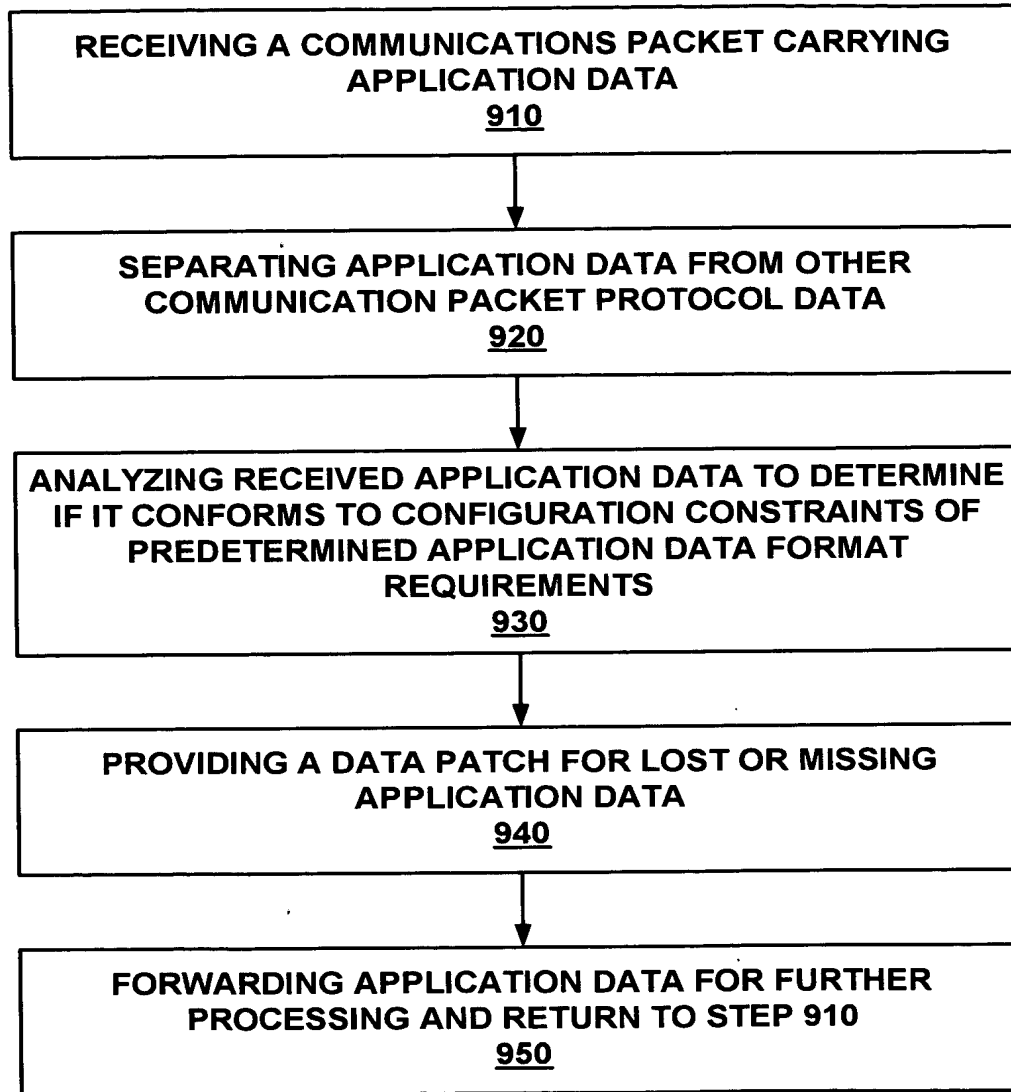 RECEIVING A COMMUNICATIONS PACKET CARRYING
APPLICATION DATA
910
SEPARATING APPLICATION DATA FROM OTHER
COMMUNICATION PACKET PROTOCOL DATA
920
ANALYZING RECEIVED APPLICATION DATA TO DETERMINE
IF IT CONFORMS TO CONFIGURATION CONSTRAINTS OF
PREDETERMINED APPLICATION DATA FORMAT
REQUIREMENTS
930
PROVIDING A DATA PATCH FOR LOST OR MISSING
APPLICATION DATA
940
FORWARDING APPLICATION DATA FOR FURTHER
PROCESSING AND RETURN TO STEP 910
950